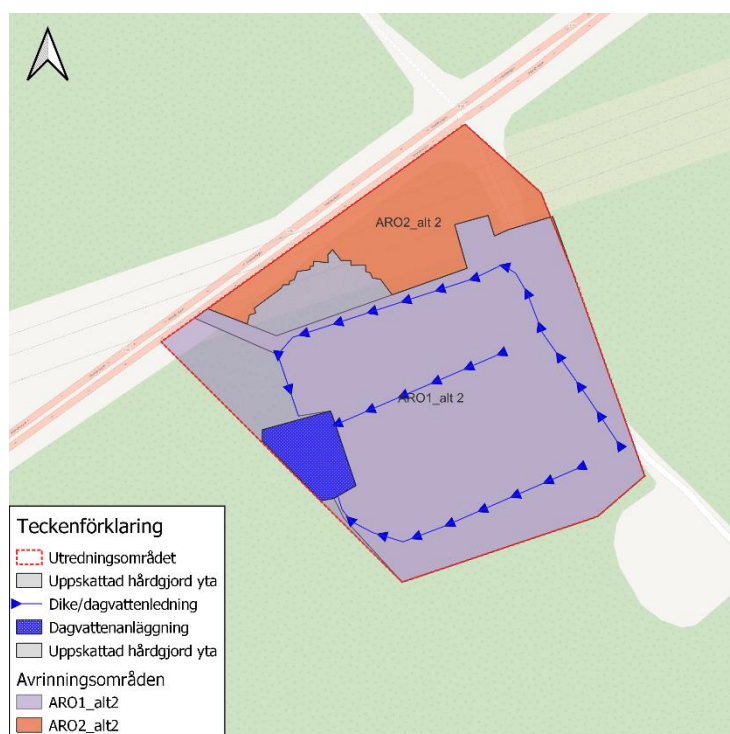 ARO2_alt 2
ARO1_alt 2
Teckenförklaring
Utredningsområdet
Uppskattad hårdgjord yta
Dike/dagvattenledning
Dagvattenanläggning
Uppskattad hårdgjord yta
Avrinningsområden
ARO1_alt2
ARO2_alt2